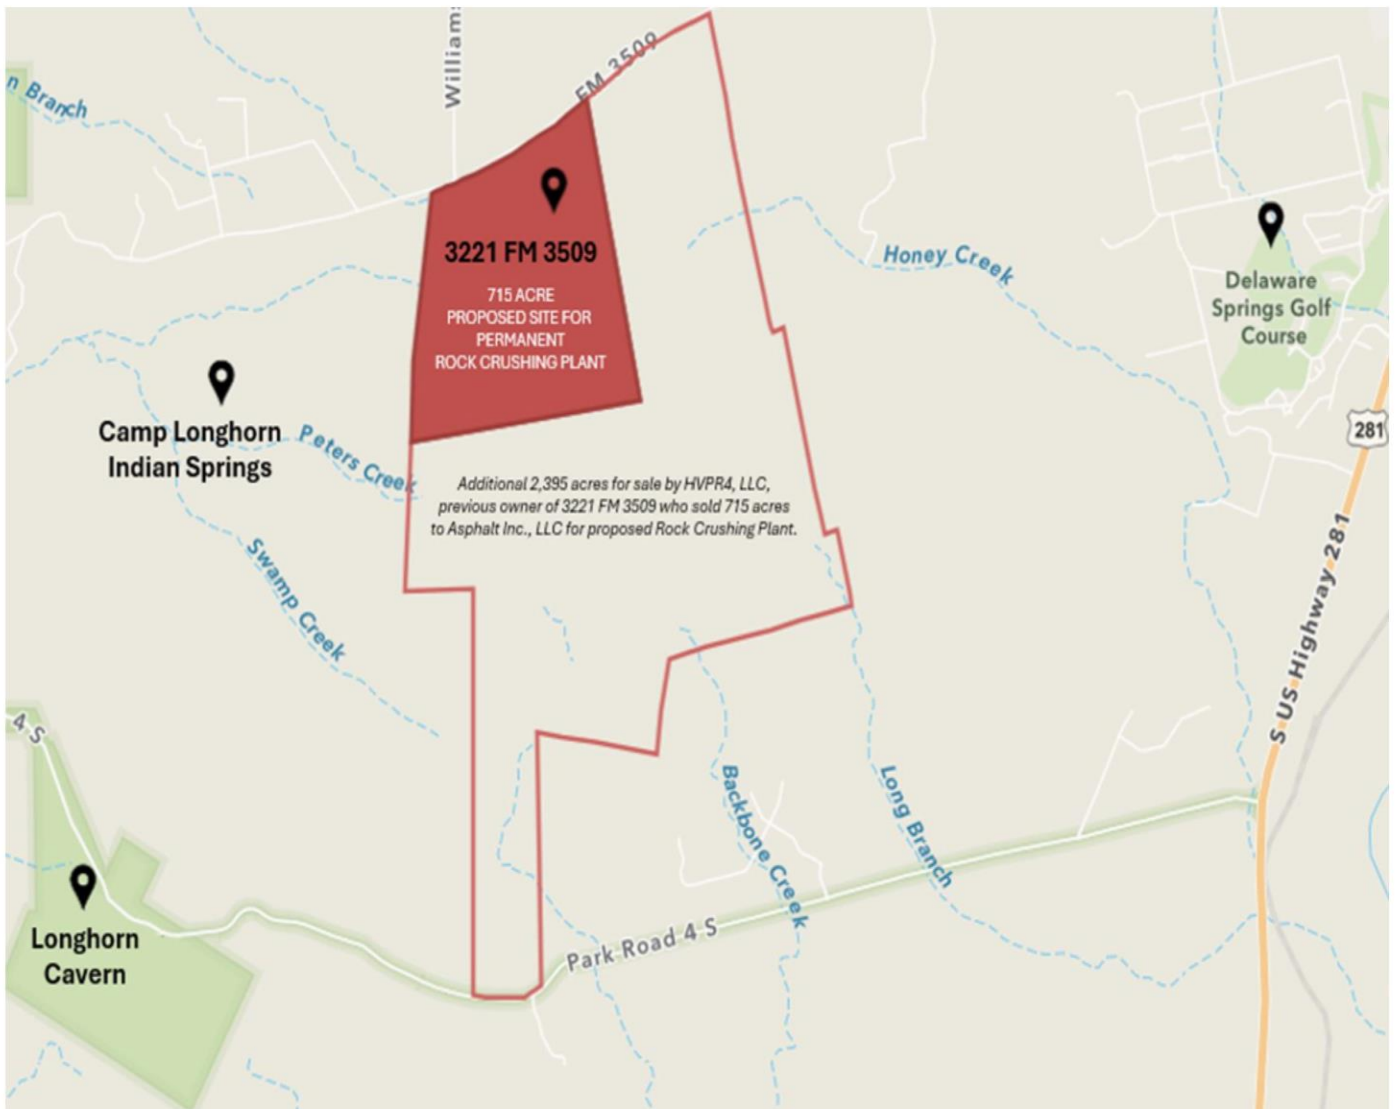 William
FM 3509
n Branch
3221 FM 3509
715 ACRE
PROPOSED SITE FOR
PERMANENT
ROCK CRUSHING PLANT
Honey Creek
Delaware
Springs Golf
Course
281
Camp Longhorn
Indian Springs
Peters Creek
Additional 2,395 acres for sale by HVPR4, LLC,
previous owner of 3221 FM 3509 who sold 715 acres
to Asphalt Inc., LLC for proposed Rock Crushing Plant.
Swamp Creek
S US Highway 281
4 S
Backbone Creek
Long Branch
Longhorn
Cavern
Park Road 4 S